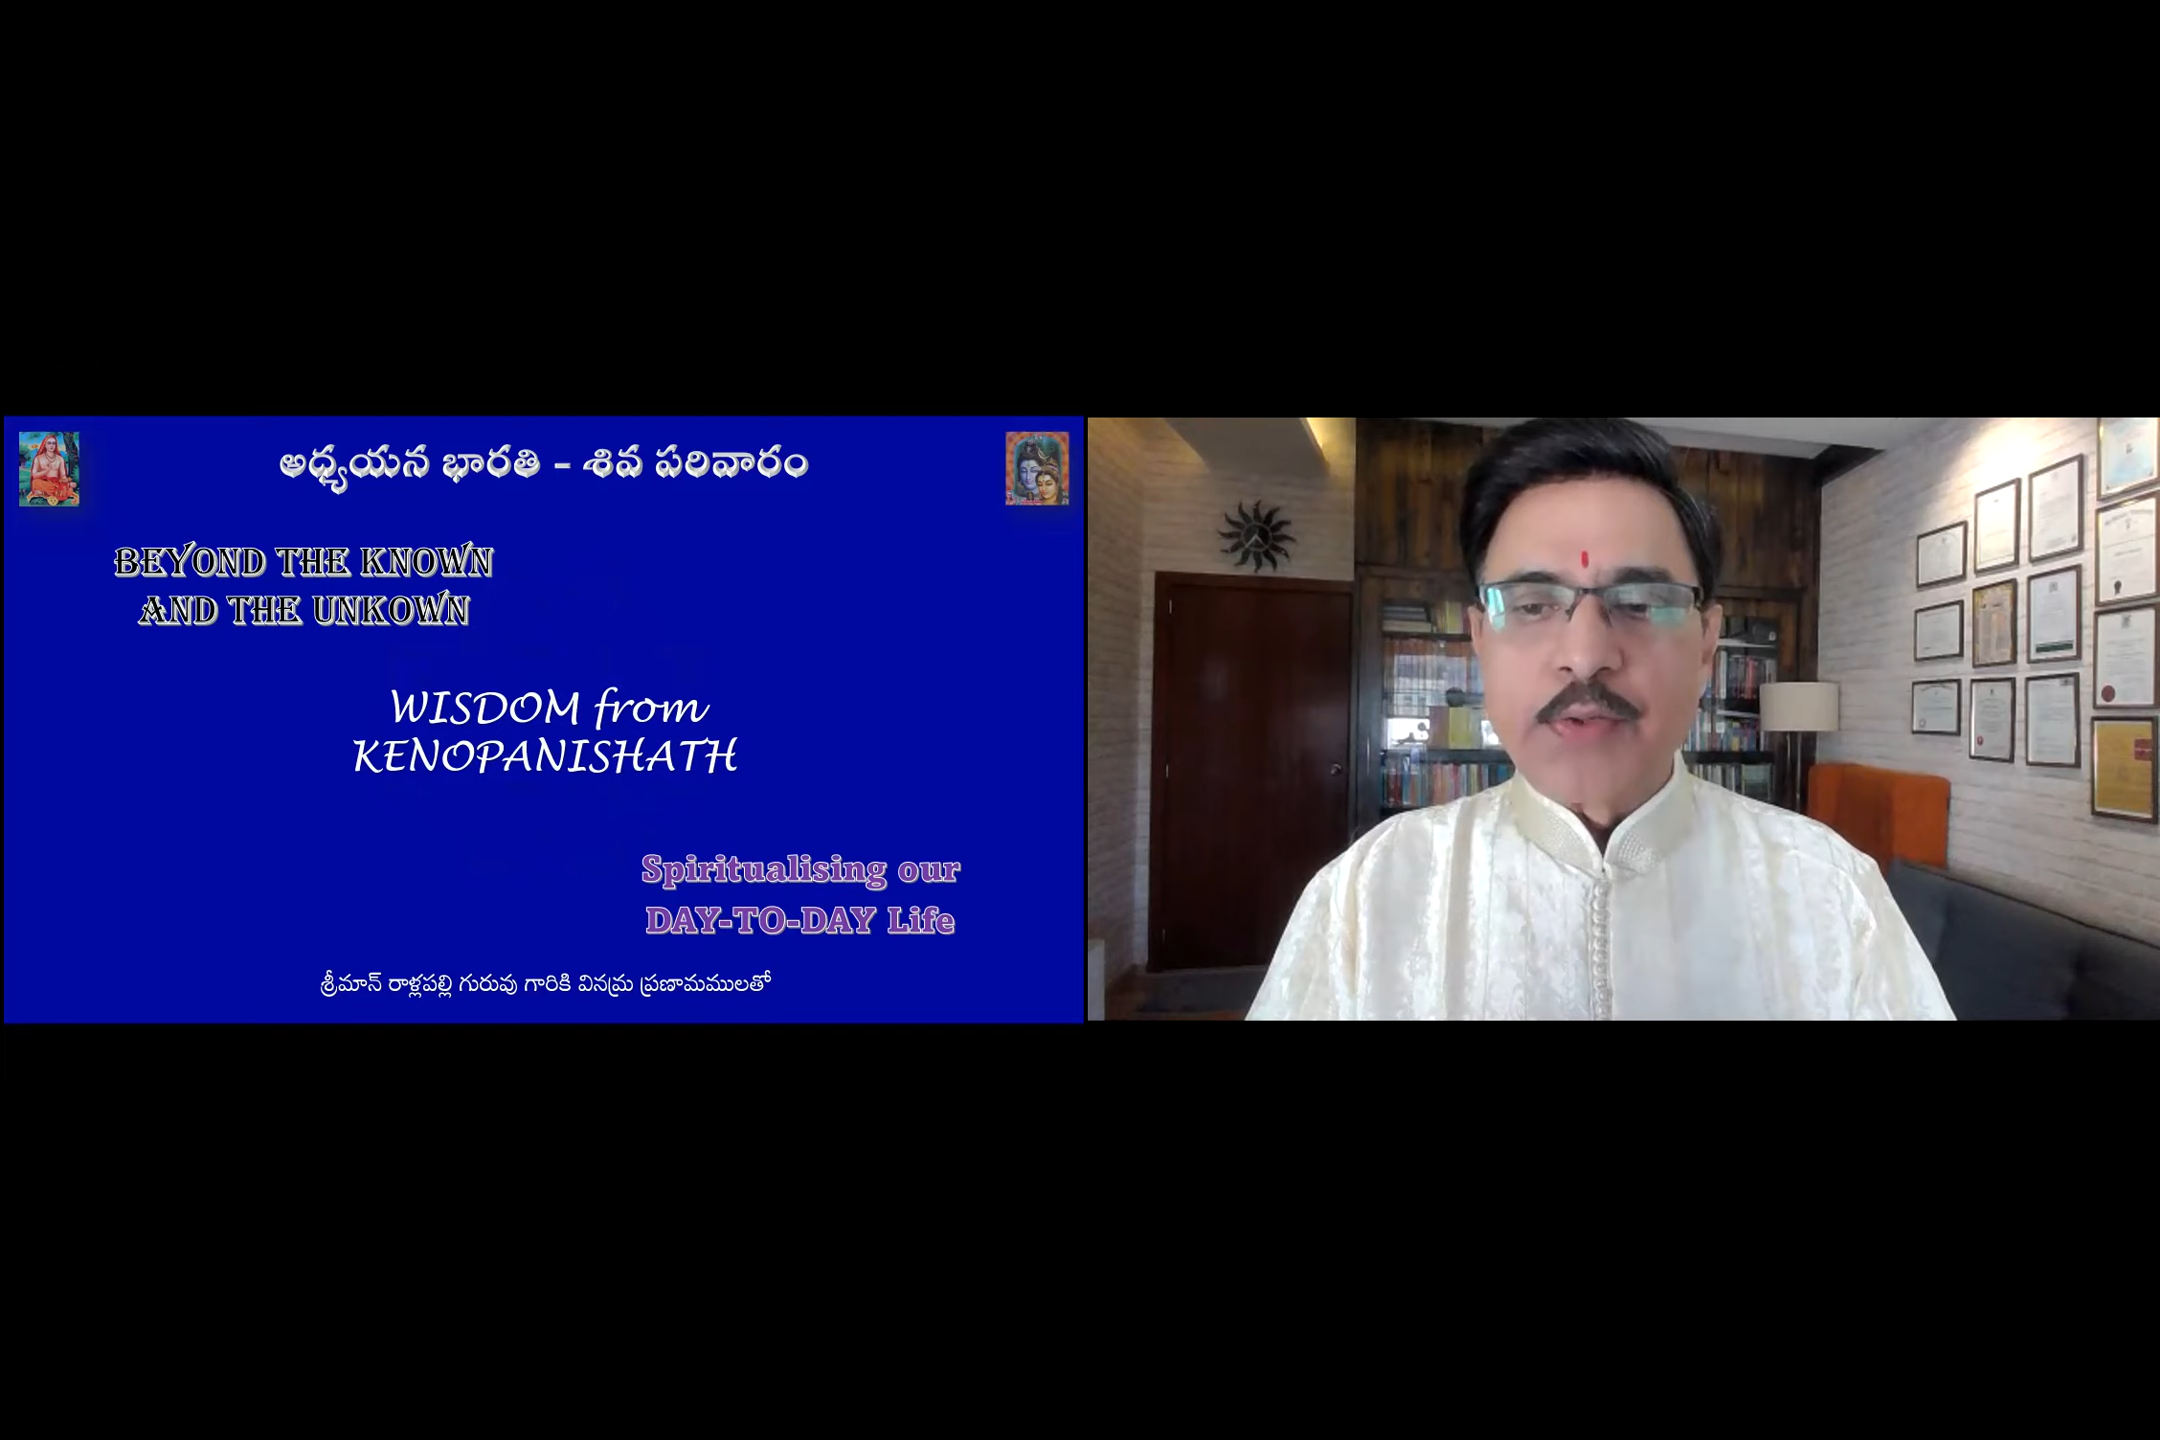 అధ్యయన భారతి - శివ పరివారం
BEYOND THE KNOWN
AND THE UNKOWN
WISDOM from
KENOPANISHATH
Spiritualising our
DAY-TO-DAY Life
శ్రీమాన్ రాళ్లపల్లి గురువు గారికి వినమ్ర ప్రణామములతో